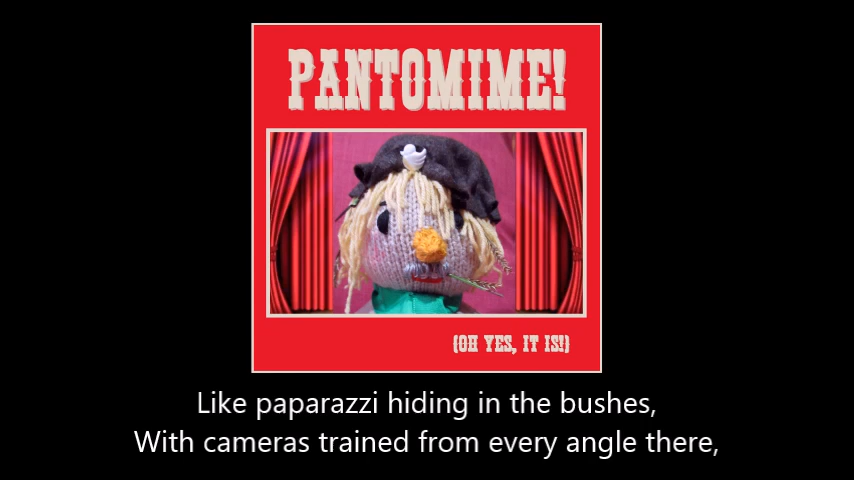 PANTOMIME!
(OH YES, IT IS!)
Like paparazzi hiding in the bushes,
With cameras trained from every angle there,